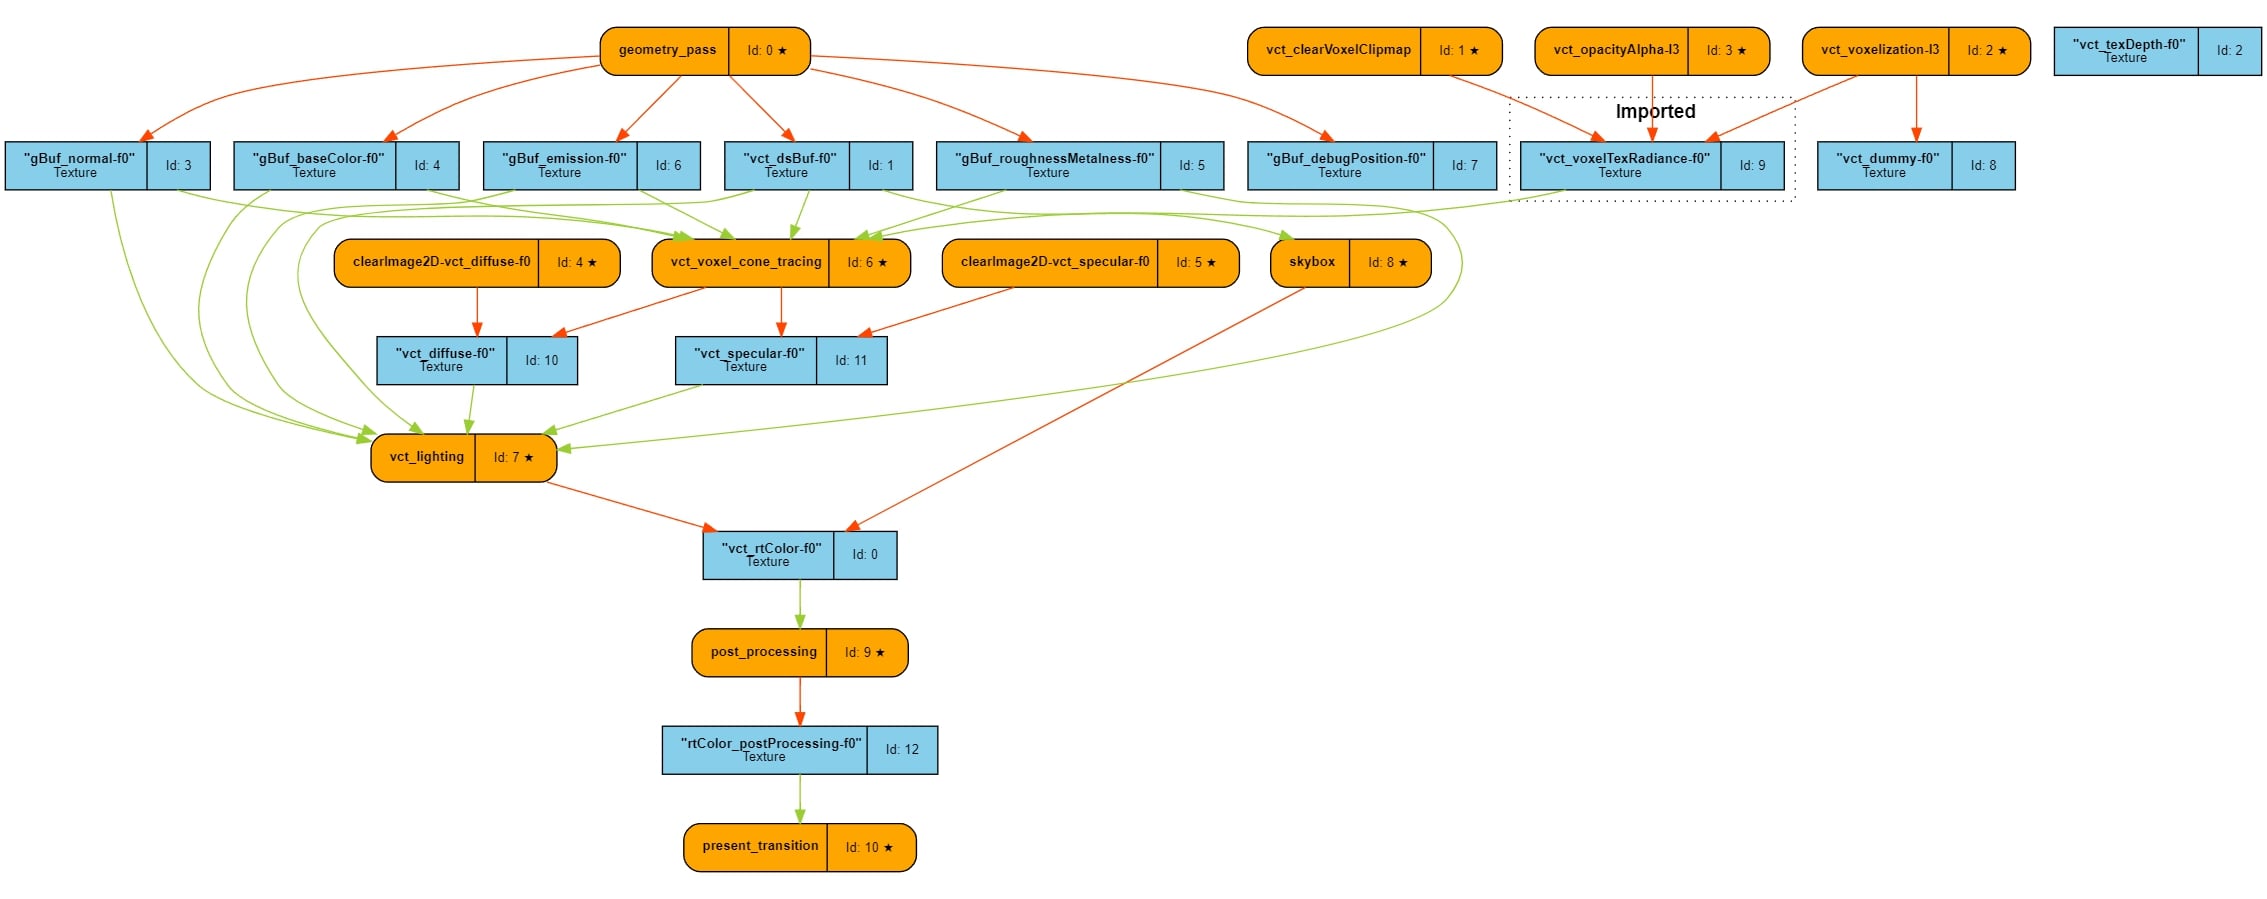 geometry_pass
Id: 0 ★
vct_clearVoxelClipmap
Id: 1 ★
vct_opacityAlpha-l3
Id: 3 ★
vct_voxelization-l3
Id: 2 ★
"vct_texDepth-f0"
Texture
Id: 2
Imported
"gBuf_normal-f0"
Texture
Id: 3
"gBuf_baseColor-f0"
Texture
Id: 4
"gBuf_emission-f0"
Texture
Id: 6
"vct_dsBuf-f0"
Texture
Id: 1
"gBuf_roughnessMetalness-f0"
Texture
Id: 5
"gBuf_debugPosition-f0"
Texture
Id: 7
"vct_voxelTexRadiance-f0"
Texture
Id: 9
"vct_dummy-f0"
Texture
Id: 8
clearImage2D-vct_diffuse-f0
Id: 4 ★
vct_voxel_cone_tracing
Id: 6 ★
clearImage2D-vct_specular-f0
Id: 5 ★
skybox
Id: 8 ★
"vct_diffuse-f0"
Texture
Id: 10
"vct_specular-f0"
Texture
Id: 11
vct_lighting
Id: 7 ★
"vct_rtColor-f0"
Texture
Id: 0
post_processing
Id: 9 ★
"rtColor_postProcessing-f0"
Texture
Id: 12
present_transition
Id: 10 ★